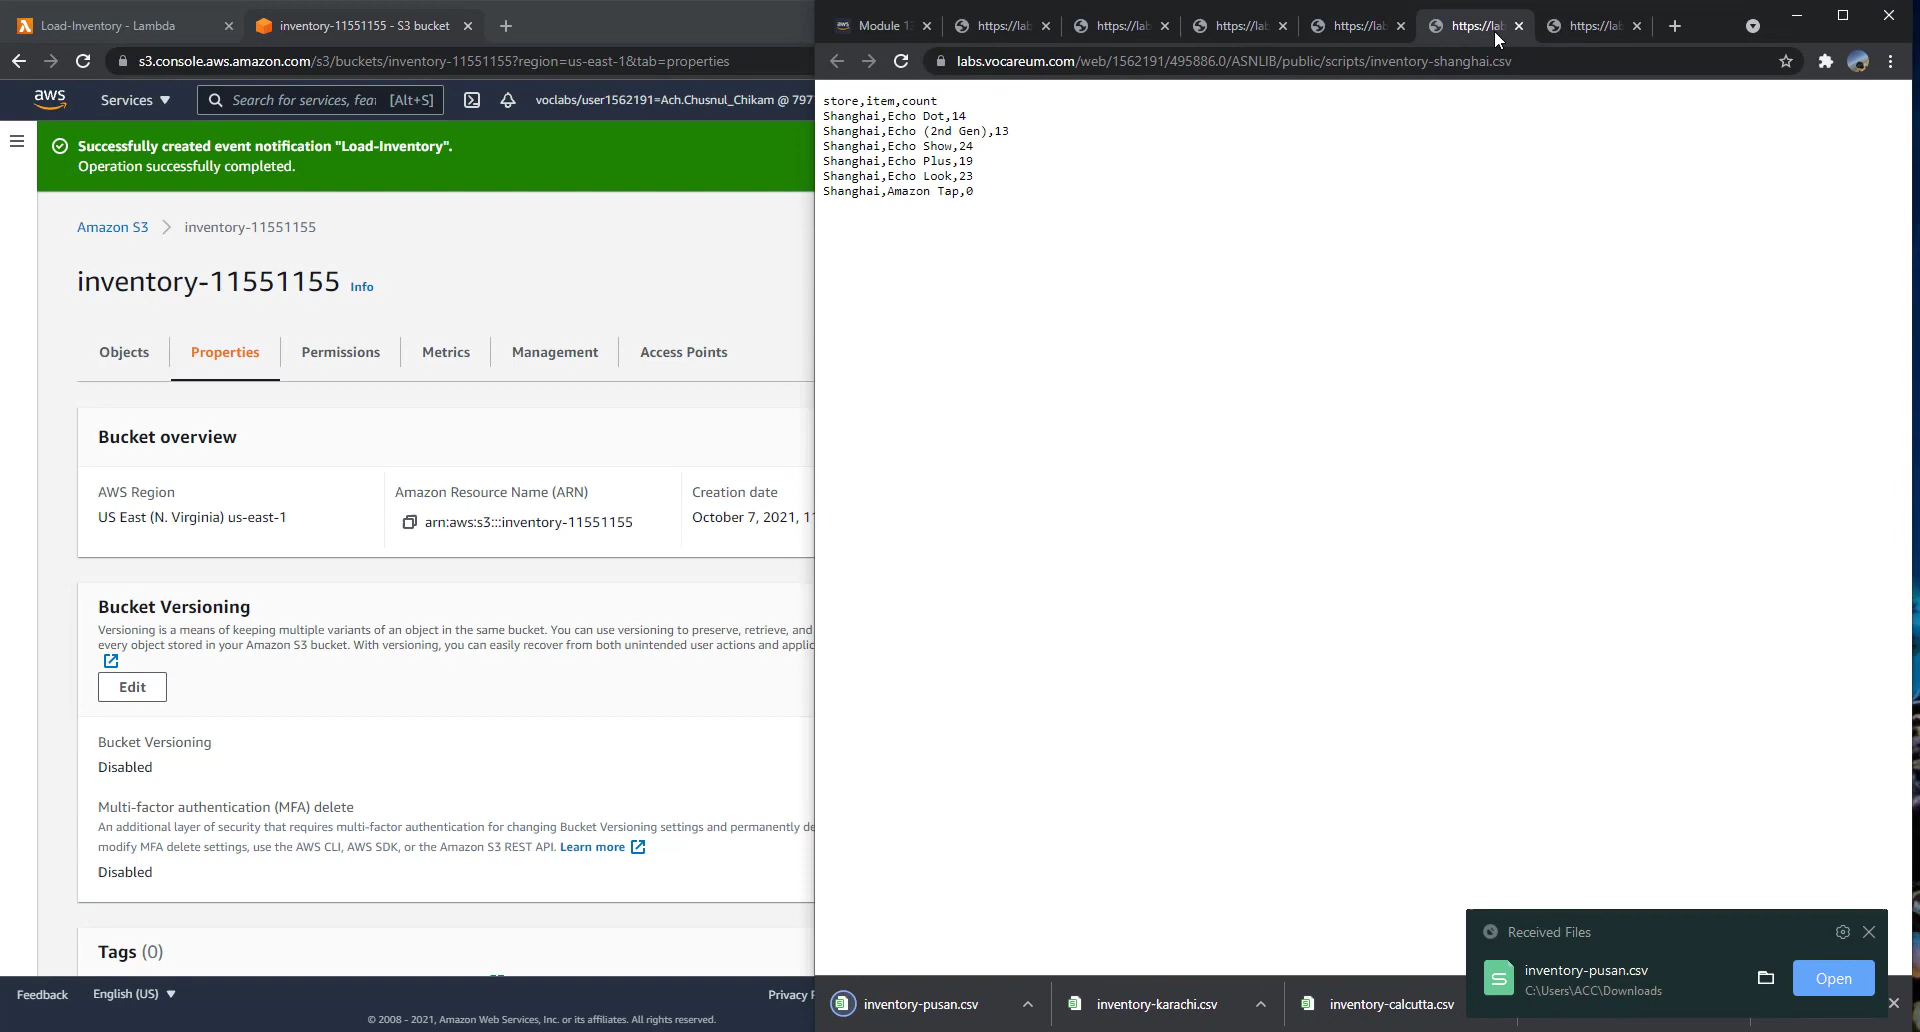 Load-Inventory - Lambda
inventory-11551155 - S3 bucket
s3.console.aws.amazon.com/s3/buckets/inventory-11551155?region=us-east-1&tab=properties
aws
Services
Search for services, fea [Alt+S]
voclabs/user1562191=Ach.Chusnul_Chikam @ 797
Successfully created event notification "Load-Inventory".
Operation successfully completed.
Amazon S3
inventory-11551155
inventory-11551155 Info
Objects
Properties
Permissions
Metrics
Management
Access Points
Bucket overview
AWS Region
US East (N. Virginia) us-east-1
Amazon Resource Name (ARN)
arn:aws:s3:::inventory-11551155
Creation date
October 7, 2021, 1
Bucket Versioning
Versioning is a means of keeping multiple variants of an object in the same bucket. You can use versioning to preserve, retrieve, and
every object stored in your Amazon S3 bucket. With versioning, you can easily recover from both unintended user actions and applic
Edit
Bucket Versioning
Disabled
Multi-factor authentication (MFA) delete
An additional layer of security that requires multi-factor authentication for changing Bucket Versioning settings and permanently de
modify MFA delete settings, use the AWS CLI, AWS SDK, or the Amazon S3 REST API. Learn more
Disabled
Tags (0)
Feedback
English (US)
Privacy
© 2008 - 2021, Amazon Web Services, Inc. or its affiliates. All rights reserved.
Module 1
https://lab
https://lab
https://lab
https://lab
https://lab
https://lab
labs.vocareum.com/web/1562191/495886.0/ASNLIB/public/scripts/inventory-shanghai.csv
store,item,count
Shanghai,Echo Dot,14
Shanghai,Echo (2nd Gen),13
Shanghai,Echo Show,24
Shanghai,Echo Plus,19
Shanghai,Echo Look,23
Shanghai,Amazon Tap,0
Received Files
inventory-pusan.csv
C:\Users\ACC\Downloads
Open
inventory-pusan.csv
inventory-karachi.csv
inventory-calcutta.csv